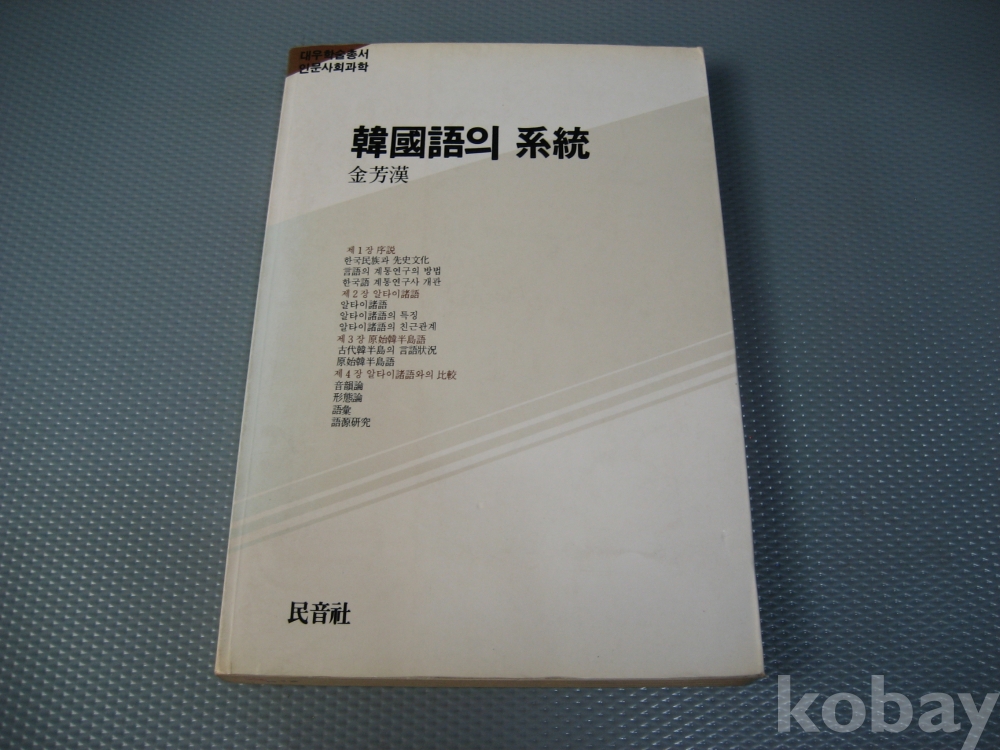 대우학술총서
인문사회과학
韓國語의 系統
金芳漢
제1장 序說
한국民族과 先史文化
言語의 계통연구의 방법
한국語 계통연구사 개관
제2장 알타이諸語
알타이諸語
알타이諸語의 특징
알타이諸語의 친근관계
제3장 原始韓半島語
古代韓半島의 言語狀況
原始韓半島語
제4장 알타이諸語와의 比較
音韻論
形態論
語彙
語源硏究
民音社
kobay